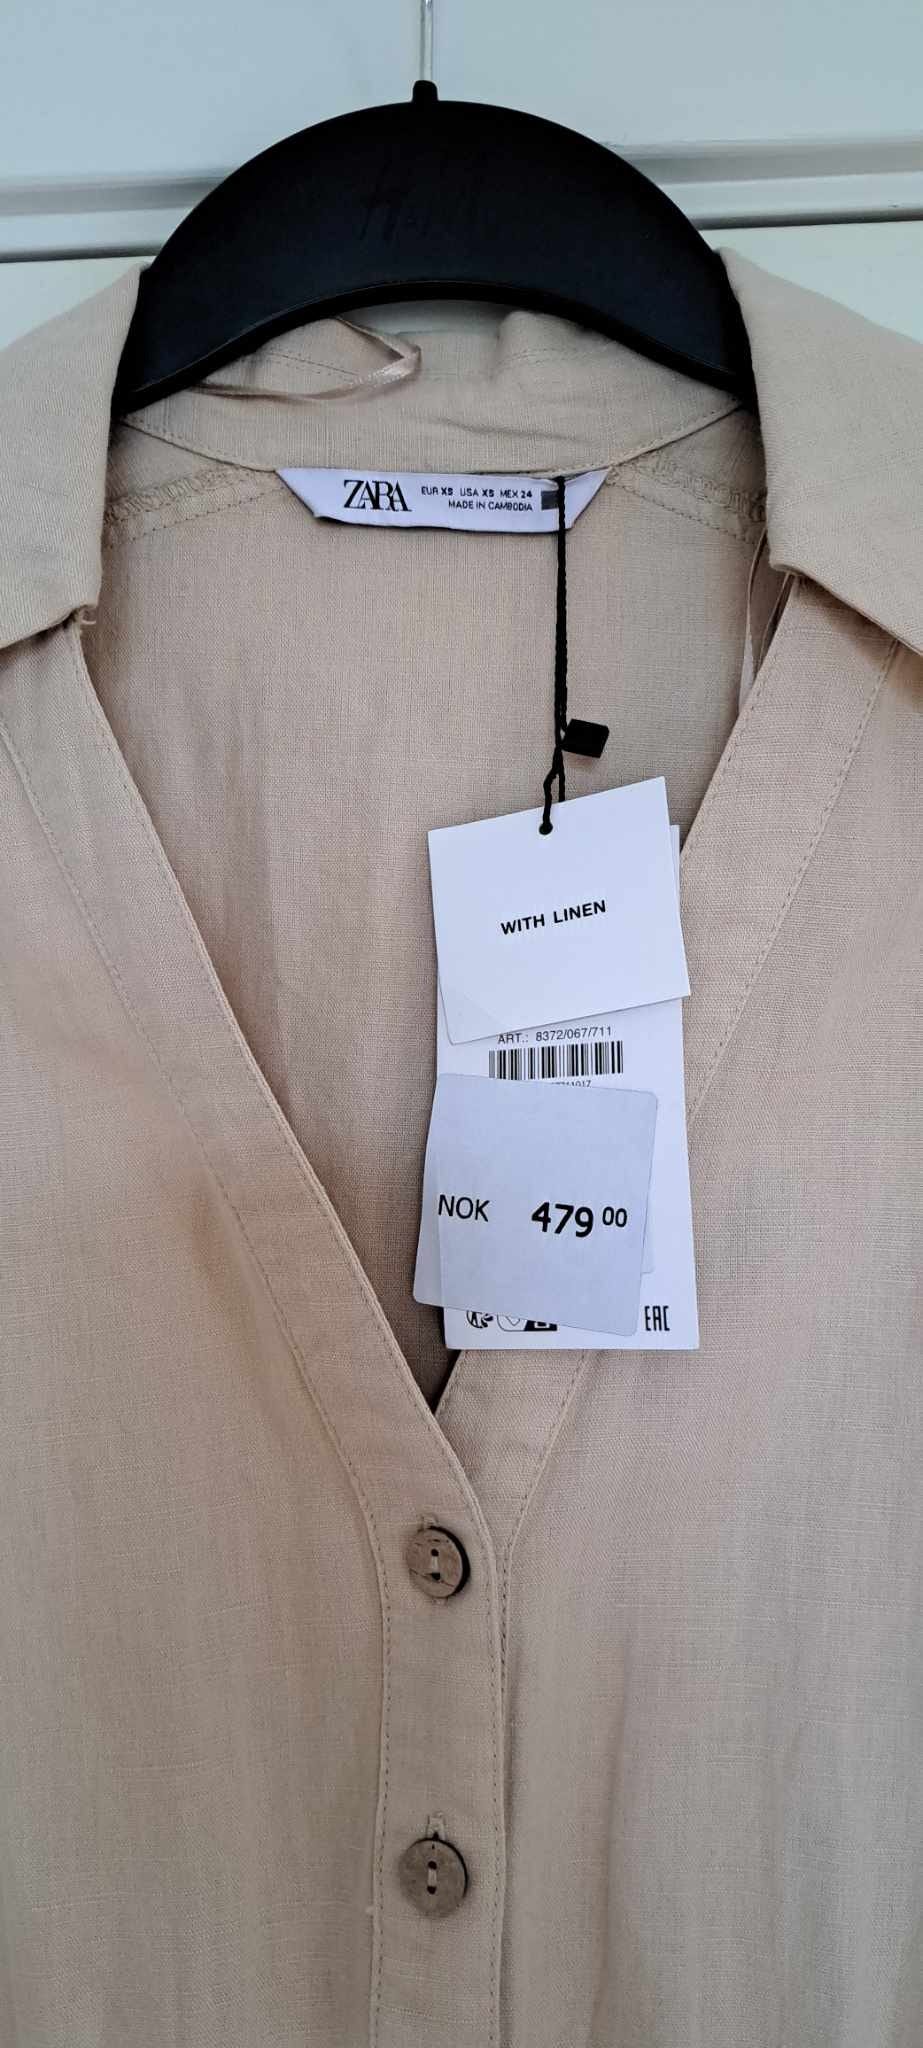 ZARA
EUR XS USA XS MEX 24
MADE IN CAMBODIA
WITH LINEN
ART.: 8372/067/711
NOK 479 00
EAC